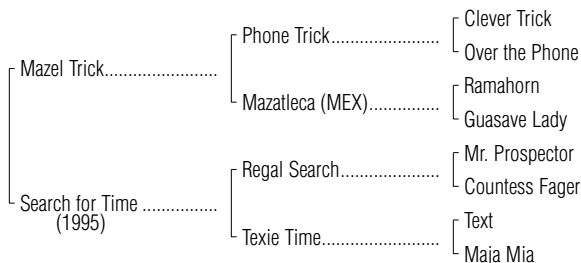 Clever Trick
Phone Trick
Over the Phone
Mazel Trick
Ramahorn
Mazatleca (MEX)
Guasave Lady
Mr. Prospector
Regal Search
Countess Fager
Search for Time
(1995)
Text
Texie Time
Maja Mia